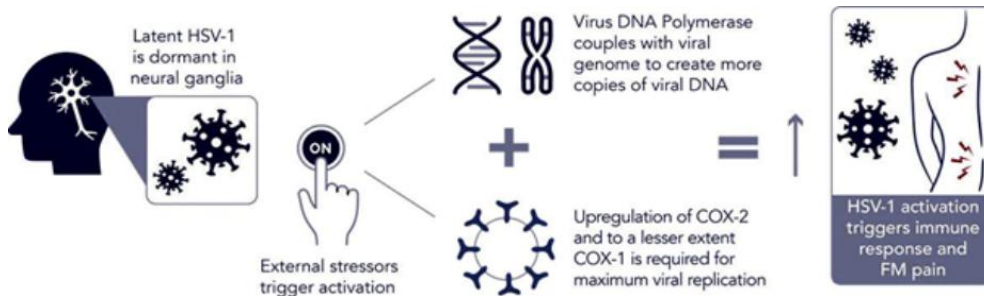 Latent HSV-1
is dormant in
neural ganglia
ON
External stressors
trigger activation
Virus DNA Polymerase
couples with viral
genome to create more
copies of viral DNA
+
Upregulation of COX-2
and to a lesser extent
COX-1 is required for
maximum viral replication
=
HSV-1 activation
triggers immune
response and
FM pain